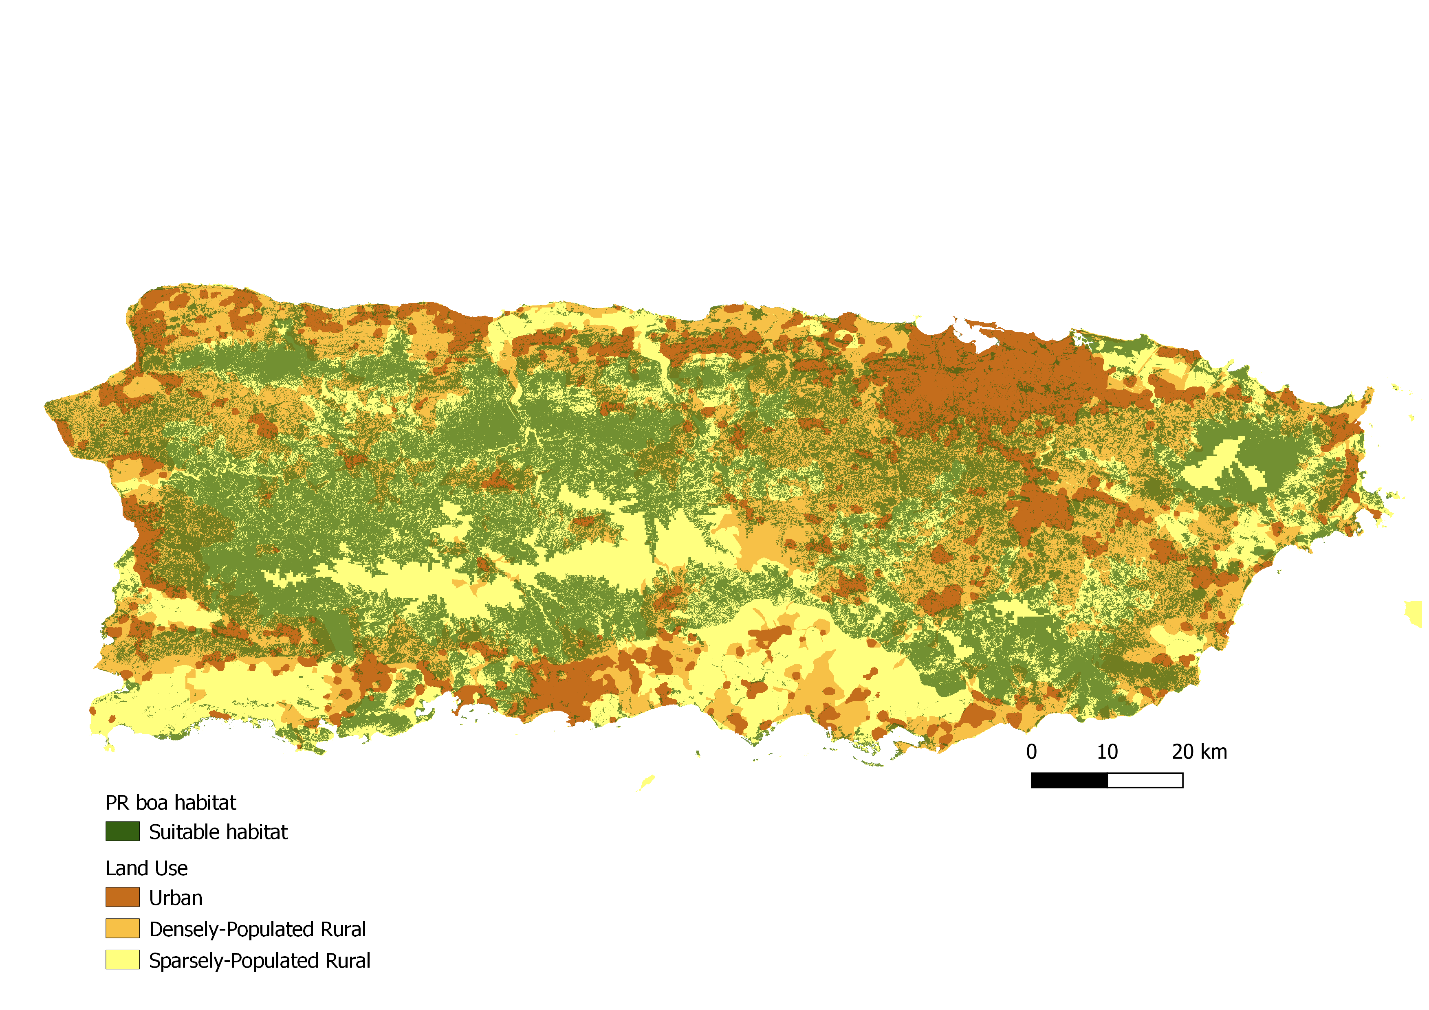 0 10 20 km
PR boa habitat
Suitable habitat
Land Use
Urban
Densely-Populated Rural
Sparsely-Populated Rural